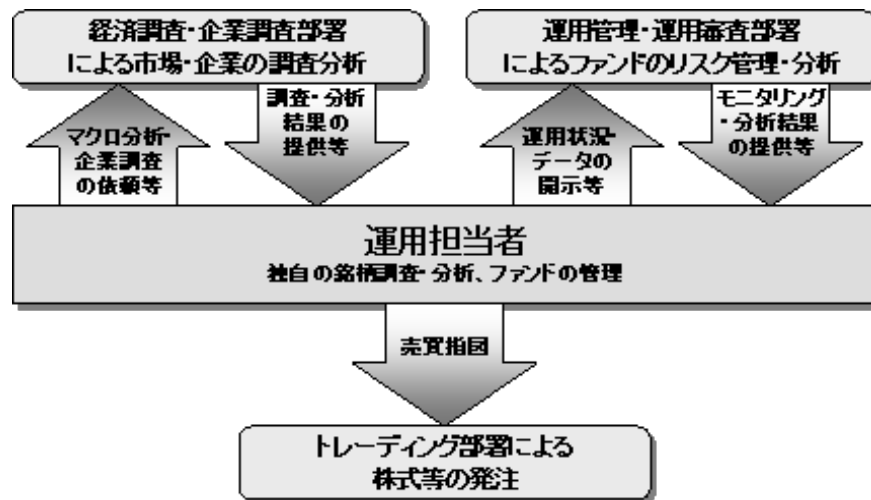 経済調査・企業調査部署
による市場・企業の調査分析
運用管理・運用審査部署
によるファンドのリスク管理・分析
マクロ分析・
企業調査
の依頼等
調査・分析
結果の
提供等
運用状況・
データの
開示等
モニタリング
・分析結果
の提供等
運用担当者
独自の銘柄調査・分析、ファンドの管理
売買指図
トレーディング部署による
株式等の発注